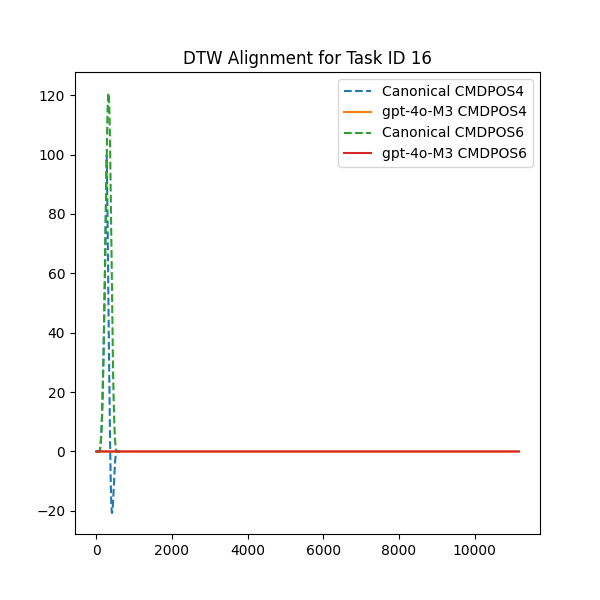 DTW Alignment for Task ID 16
Canonical CMDPOS4
gpt-4o-M3 CMDPOS4
Canonical CMDPOS6
gpt-4o-M3 CMDPOS6
120
100
80
60
40
20
0
−20
0 2000 4000 6000 8000 10000